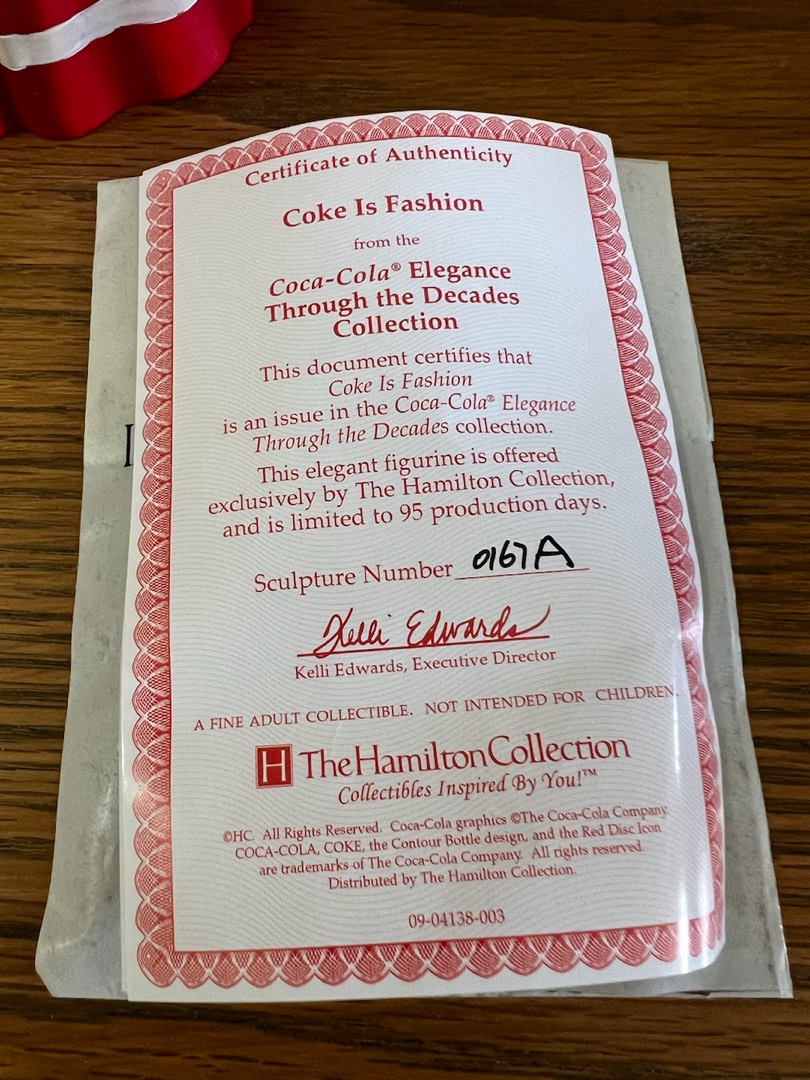 Certificate of Authenticity
Coke Is Fashion
from the
Coca-Cola® Elegance
Through the Decades
Collection
This document certifies that
Coke Is Fashion
is an issue in the Coca-Cola® Elegance
Through the Decades collection.
This elegant figurine is offered
exclusively by The Hamilton Collection,
and is limited to 95 production days.
Sculpture Number 0167A
Kelli Edwards
Kelli Edwards, Executive Director
A FINE ADULT COLLECTIBLE. NOT INTENDED FOR CHILDREN.
H The Hamilton Collection
Collectibles Inspired By You!™
©HC. All Rights Reserved. Coca-Cola graphics ©The Coca-Cola Company.
COCA-COLA, COKE, the Contour Bottle design, and the Red Disc Icon
are trademarks of The Coca-Cola Company. All rights reserved.
Distributed by The Hamilton Collection.
09-04138-003